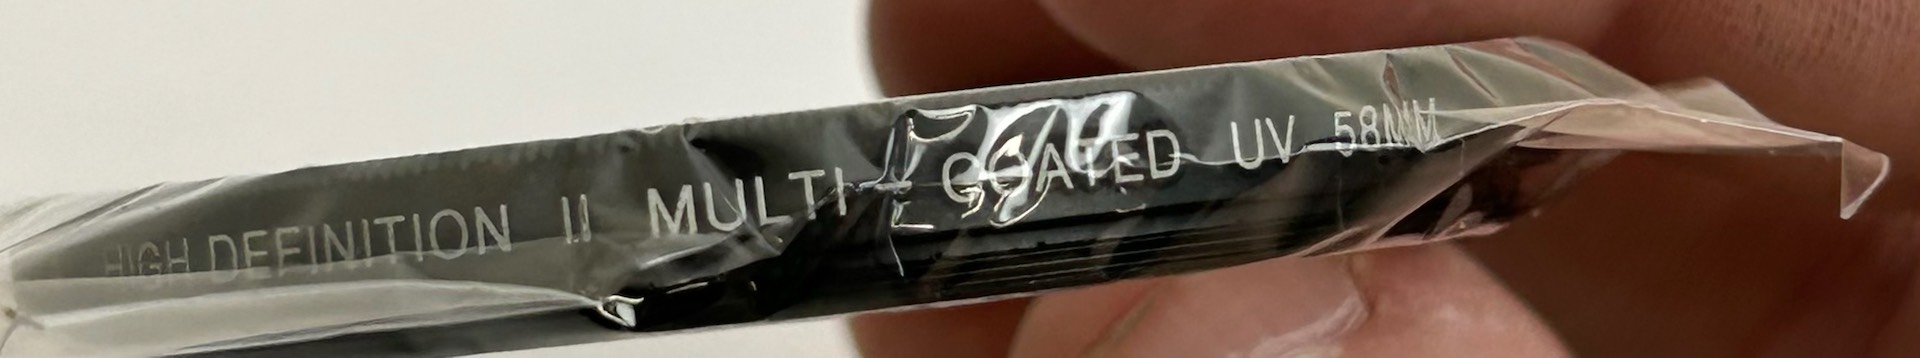 HIGH DEFINITION II MULTI-COATED UV 58MM